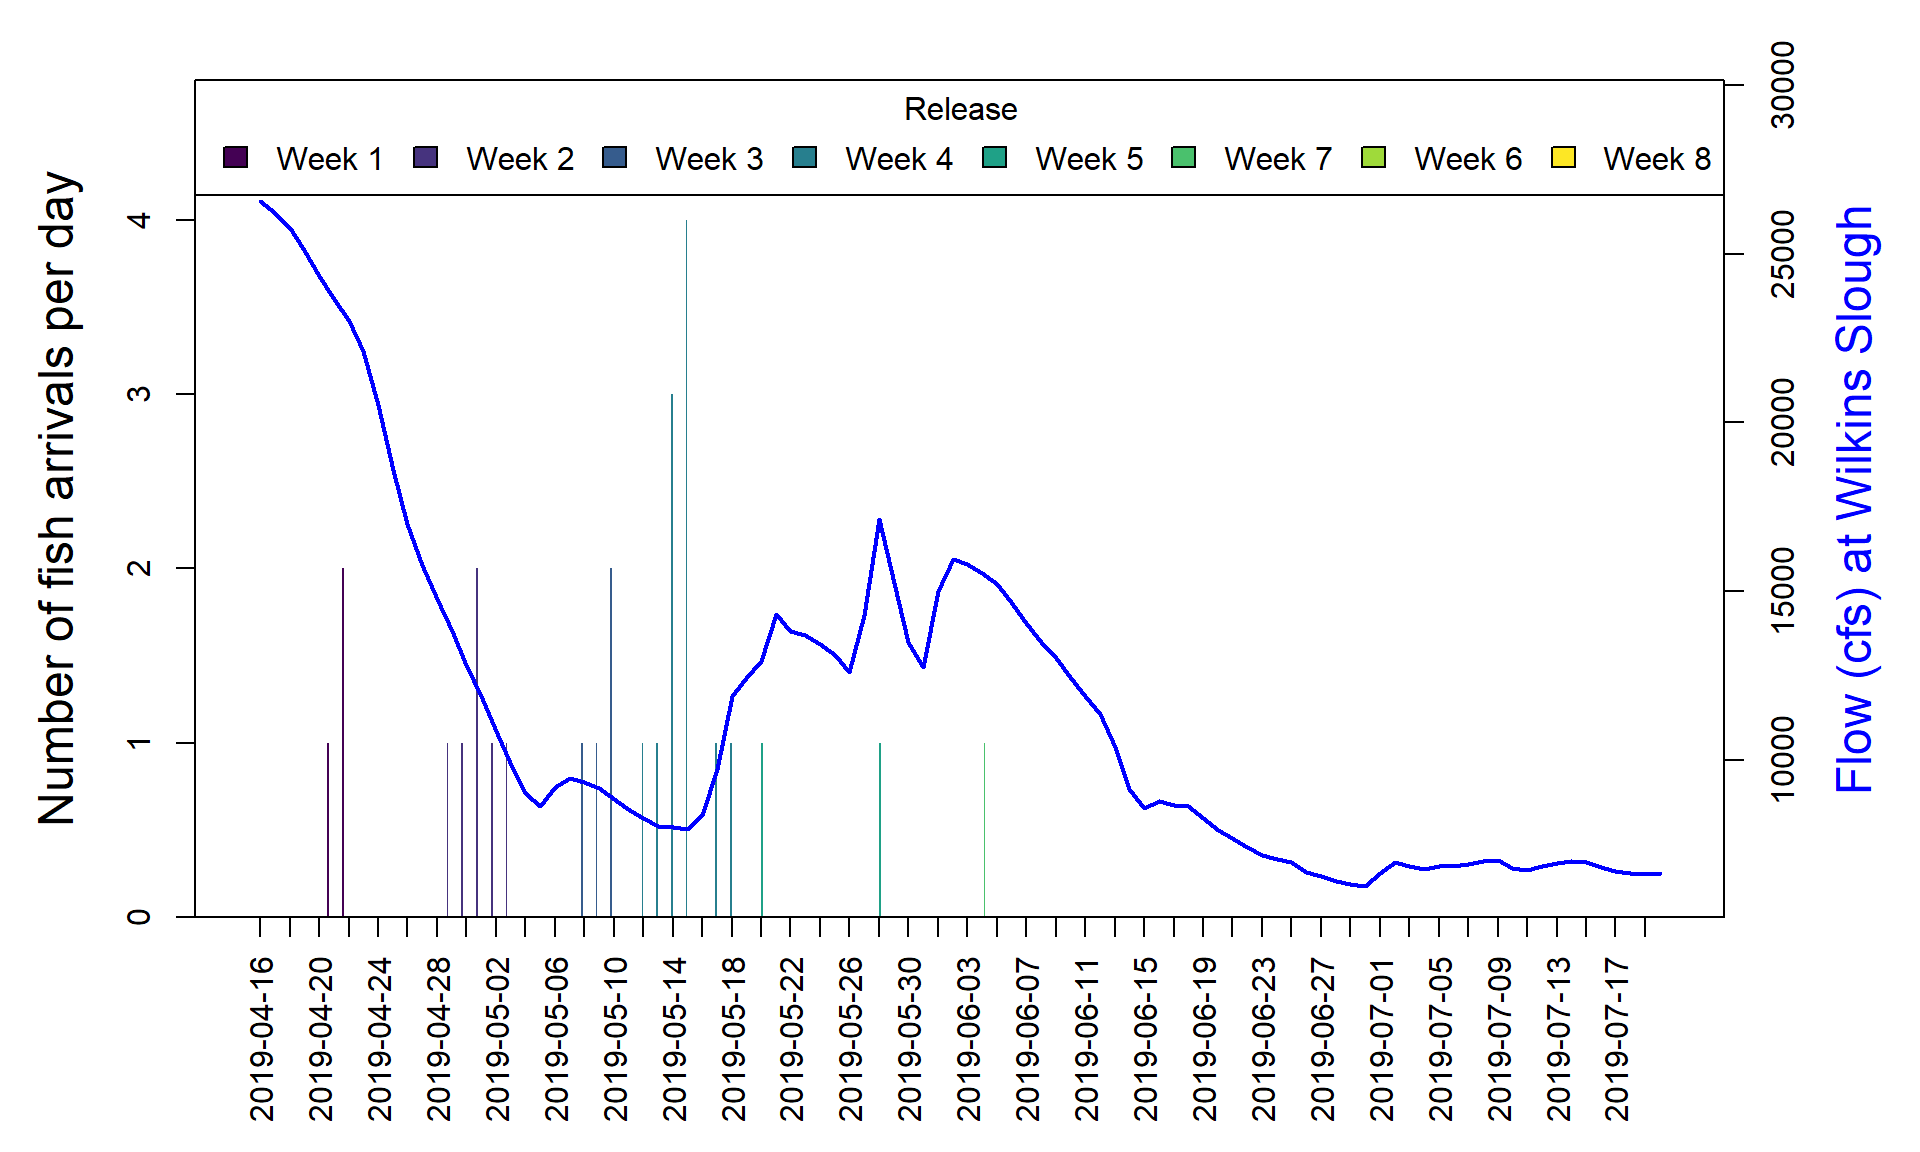 Release
Week 1 Week 2 Week 3 Week 4 Week 5 Week 7 Week 6 Week 8
Number of fish arrivals per day
0 1 2 3 4
Flow (cfs) at Wilkins Slough
10000 15000 20000 25000 30000
2019-04-16 2019-04-20 2019-04-24 2019-04-28 2019-05-02 2019-05-06 2019-05-10 2019-05-14 2019-05-18 2019-05-22 2019-05-26 2019-05-30 2019-06-03 2019-06-07 2019-06-11 2019-06-15 2019-06-19 2019-06-23 2019-06-27 2019-07-01 2019-07-05 2019-07-09 2019-07-13 2019-07-17